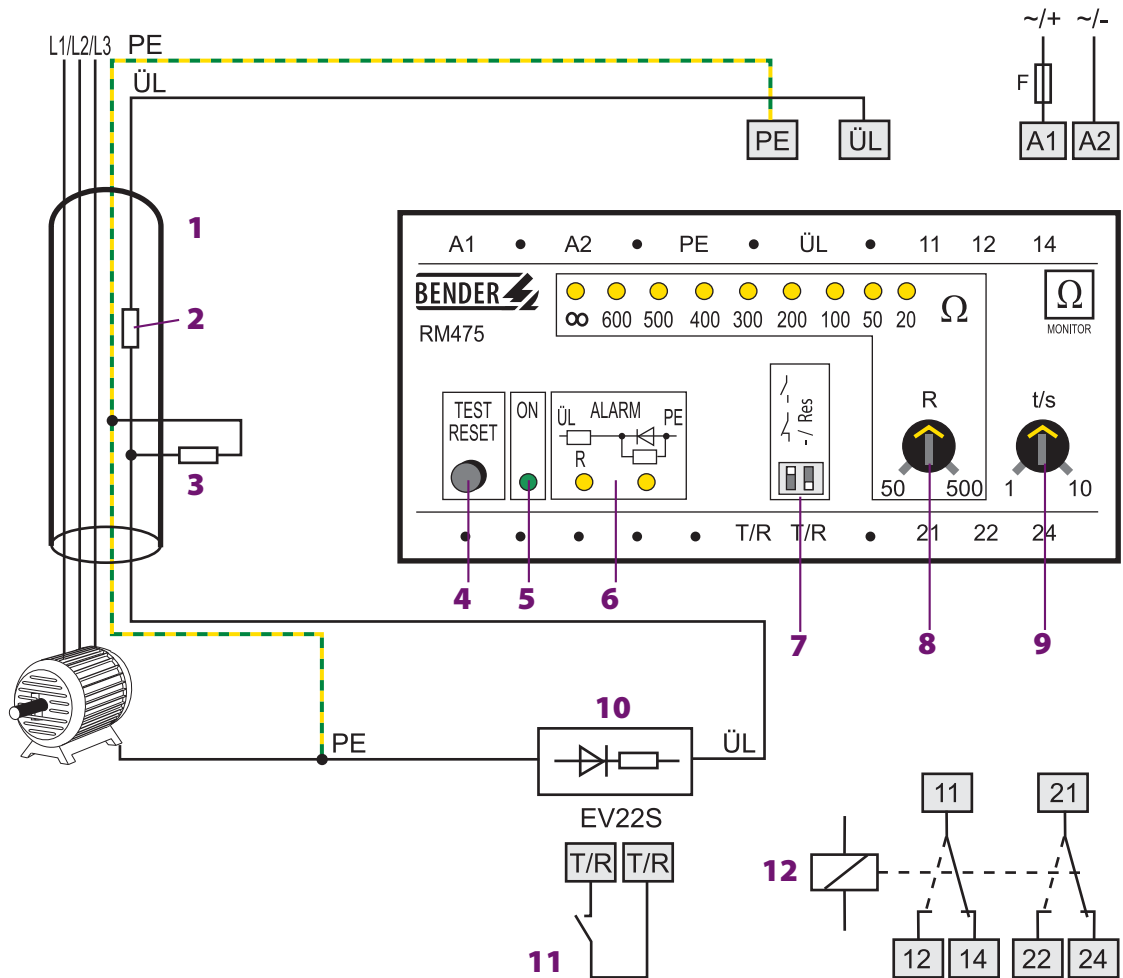 L1/L2/L3 PE
ÜL
~/+ ~/-
F
PE ÜL A1 A2
1
A1 • A2 • PE • ÜL • 11 12 14
BENDER
RM475
∞ 600 500 400 300 200 100 50 20 Ω
Ω
MONITOR
2
TEST
RESET
ON
ALARM
ÜL PE
R
- / Res
R
50 500
t/s
1 10
3
• • • • • T/R T/R • 21 22 24
4 5 6 7 8 9
10
PE ÜL
EV22S
T/R T/R
11
11 21
12
12 14 22 24